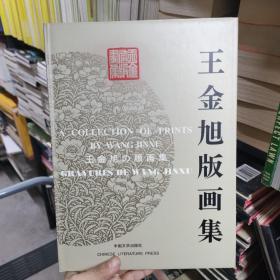 王金旭版画集
A COLLECTION OF PRINTS
BY WANG JINXU
王金旭の版画集
GRAVURES DE WANG JINXU
中国文学出版社
CHINESE LITERATURE PRESS